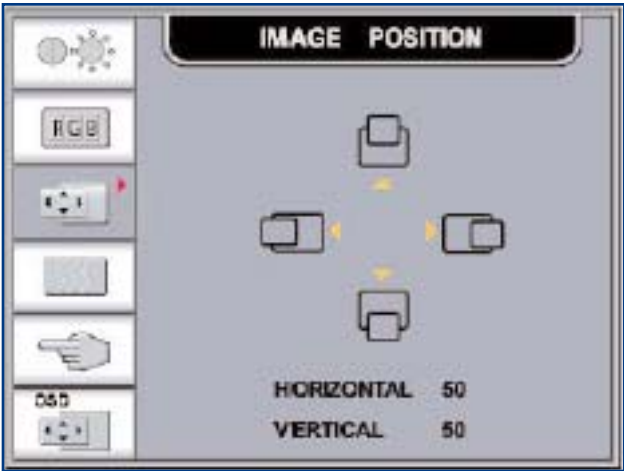 IMAGE POSITION
RGB
OSD
HORIZONTAL 50
VERTICAL 50